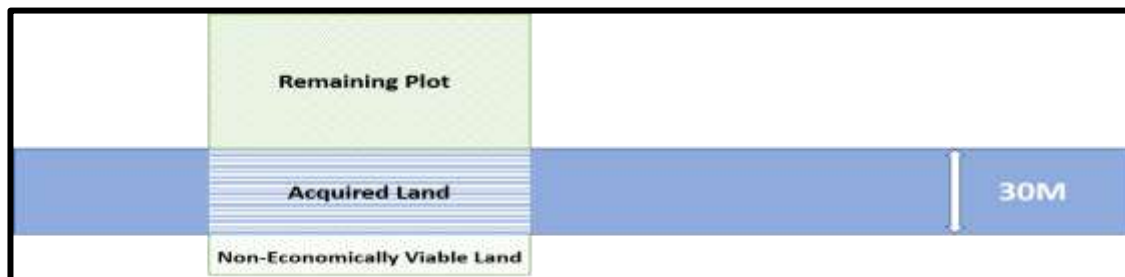 Remaining Plot
Acquired Land
30M
Non-Economically Viable Land